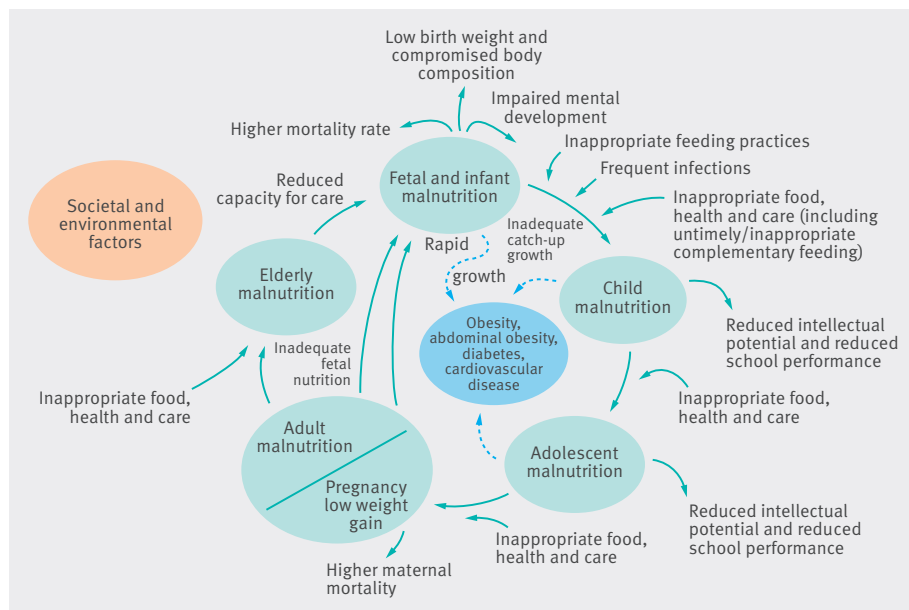 Low birth weight and
compromised body
composition
Impaired mental
development
Higher mortality rate
Inappropriate feeding practices
Frequent infections
Reduced
capacity for care
Fetal and infant
malnutrition
Inappropriate food,
health and care (including
untimely/inappropriate
complementary feeding)
Societal and
environmental
factors
Inadequate
catch-up
growth
Rapid
growth
Elderly
malnutrition
Child
malnutrition
Obesity,
abdominal obesity,
diabetes,
cardiovascular
disease
Reduced intellectual
potential and reduced
school performance
Inadequate
fetal
nutrition
Inappropriate food,
health and care
Inappropriate food,
health and care
Adult
malnutrition
Pregnancy
low weight
gain
Adolescent
malnutrition
Reduced intellectual
potential and reduced
school performance
Inappropriate food,
health and care
Higher maternal
mortality